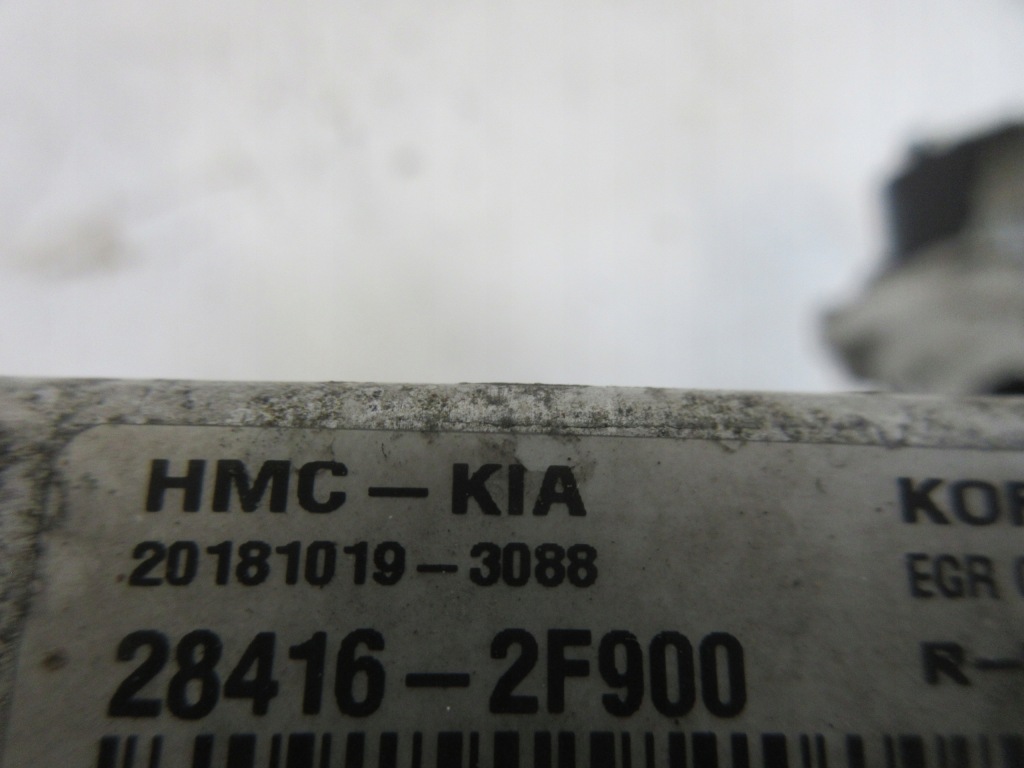 HMC-KIA
20181019-3088
28416-2F900
EGR
R-